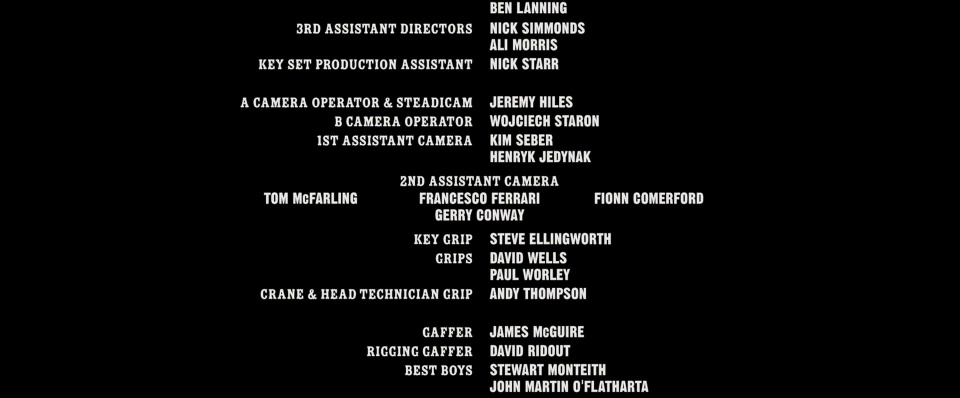 BEN LANNING
3RD ASSISTANT DIRECTORS NICK SIMMONDS
ALI MORRIS
KEY SET PRODUCTION ASSISTANT NICK STARR
A CAMERA OPERATOR & STEADICAM JEREMY HILES
B CAMERA OPERATOR WOJCIECH STARON
1ST ASSISTANT CAMERA KIM SEBER
HENRYK JEDYNAK
2ND ASSISTANT CAMERA
TOM McFARLING FRANCESCO FERRARI FIONN COMERFORD
GERRY CONWAY
KEY GRIP STEVE ELLINGWORTH
GRIPS DAVID WELLS
PAUL WORLEY
CRANE & HEAD TECHNICIAN GRIP ANDY THOMPSON
GAFFER JAMES McGUIRE
RIGGING GAFFER DAVID RIDOUT
BEST BOYS STEWART MONTEITH
JOHN MARTIN O'FLATHARTA